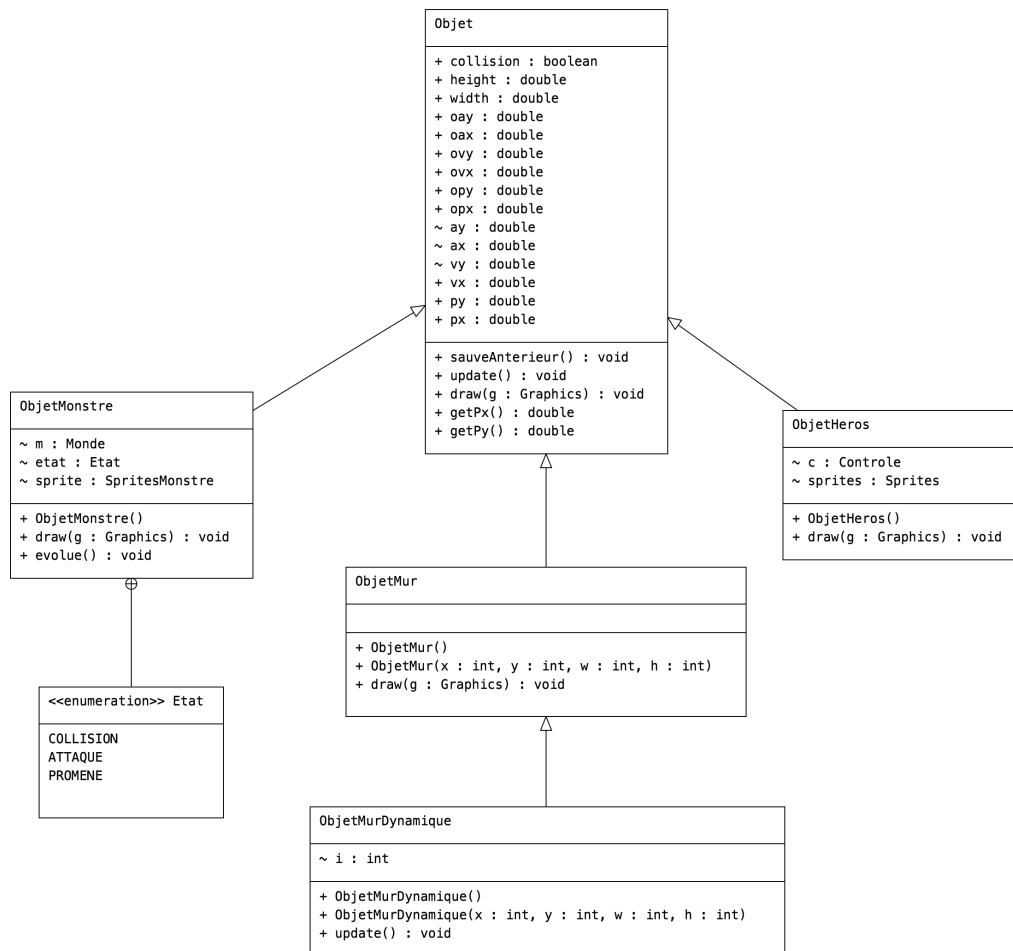 Objet
+ collision : boolean
+ height : double
+ width : double
+ oay : double
+ oax : double
+ ovy : double
+ ovx : double
+ opy : double
+ opx : double
~ ay : double
~ ax : double
~ vy : double
+ vx : double
+ py : double
+ px : double
+ sauveAnterieur() : void
+ update() : void
+ draw(g : Graphics) : void
+ getPx() : double
+ getPy() : double
ObjetMonstre
~ m : Monde
~ etat : Etat
~ sprite : SpritesMonstre
+ ObjetMonstre()
+ draw(g : Graphics) : void
+ evolue() : void
ObjetHeros
~ c : Controle
~ sprites : Sprites
+ ObjetHeros()
+ draw(g : Graphics) : void
ObjetMur
+ ObjetMur()
+ ObjetMur(x : int, y : int, w : int, h : int)
+ draw(g : Graphics) : void
<<enumeration>> Etat
COLLISION
ATTAQUE
PROMENE
ObjetMurDynamique
~ i : int
+ ObjetMurDynamique()
+ ObjetMurDynamique(x : int, y : int, w : int, h : int)
+ update() : void